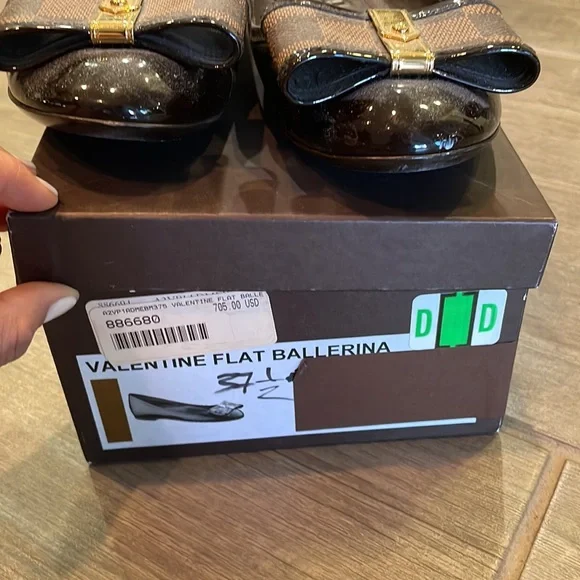 A2VP1ADMEBM375 VALENTINE FLAT BALLE
705.00 USD
886680
D D
VALENTINE FLAT BALLERINA